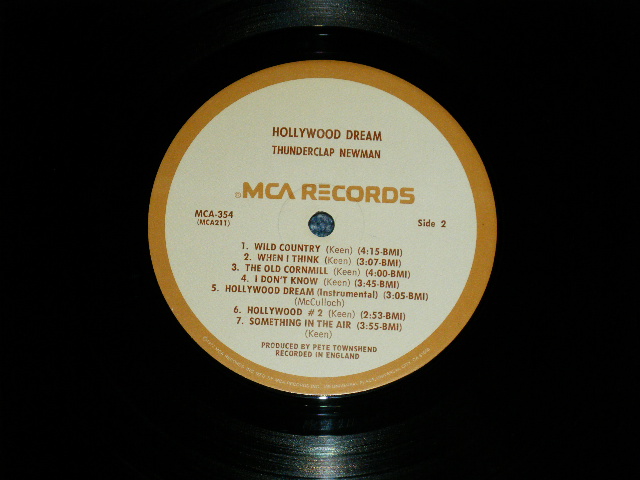 HOLLYWOOD DREAM
THUNDERCLAP NEWMAN
©MCA RECORDS
MCA-354
(MCA211)
Side 2
1. WILD COUNTRY (Keen) (4:15-BMI)
2. WHEN I THINK (Keen) (3:07-BMI)
3. THE OLD CORNMILL (Keen) (4:00-BMI)
4. I DON'T KNOW (Keen) (3:45-BMI)
5. HOLLYWOOD DREAM (Instrumental) (3:05-BMI)
(McCulloch)
6. HOLLYWOOD #2 (Keen) (2:53-BMI)
7. SOMETHING IN THE AIR (3:55-BMI)
(Keen)
PRODUCED BY PETE TOWNSHEND
RECORDED IN ENGLAND